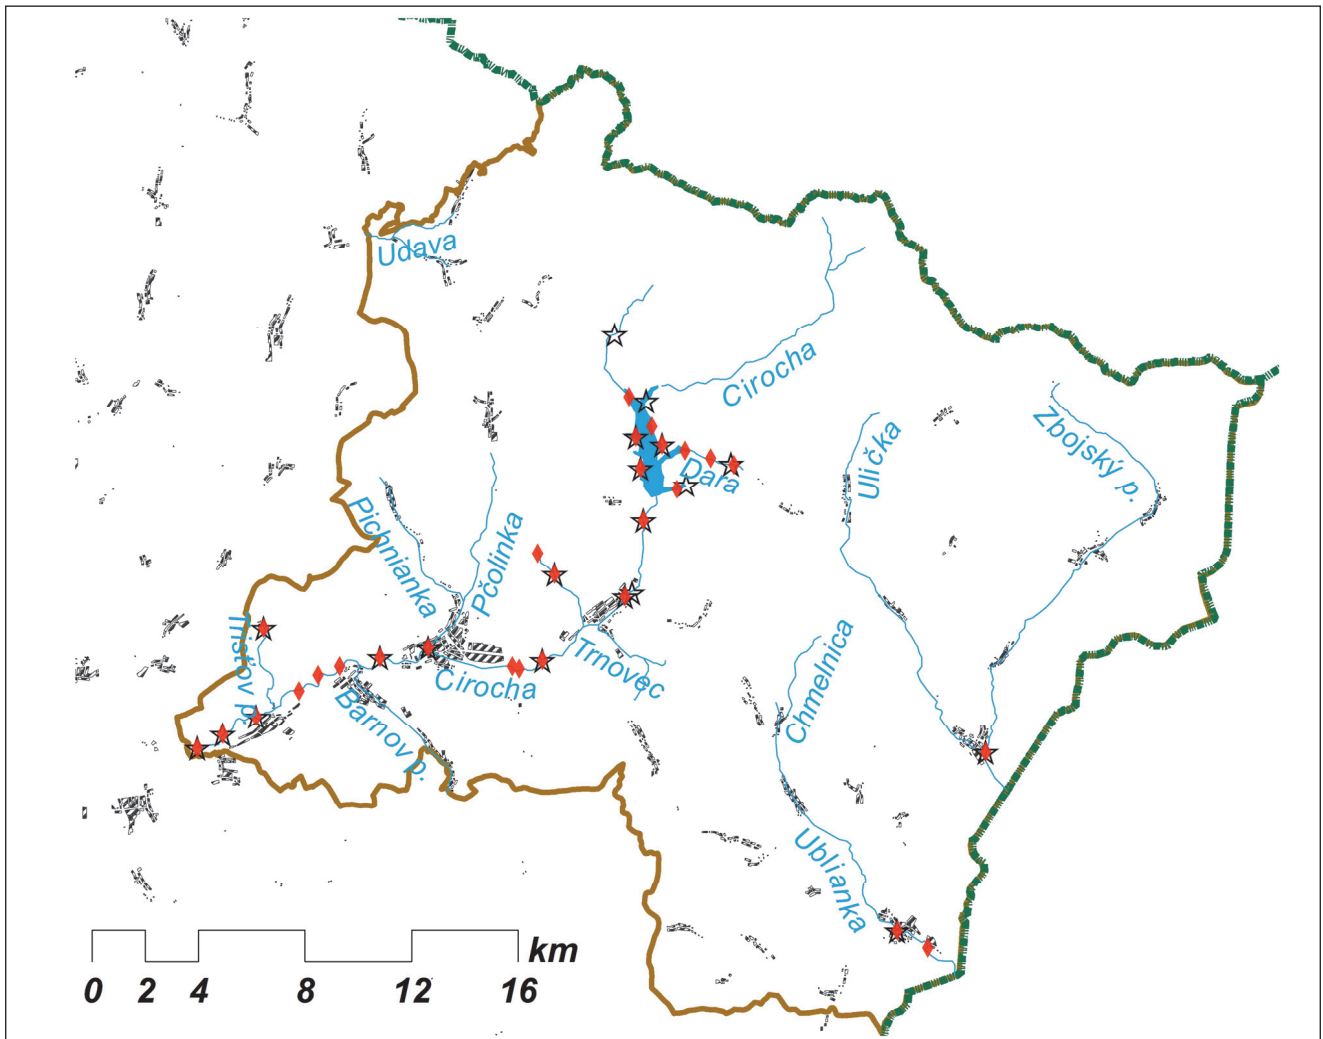 Udava
Cirocha
Zbojský p.
Ulička
Dara
Pichnianka
Pčolinka
Trnovec
Cirocha
Chmelnica
Barnov p.
Ublianka
km
0 2 4 8 12 16